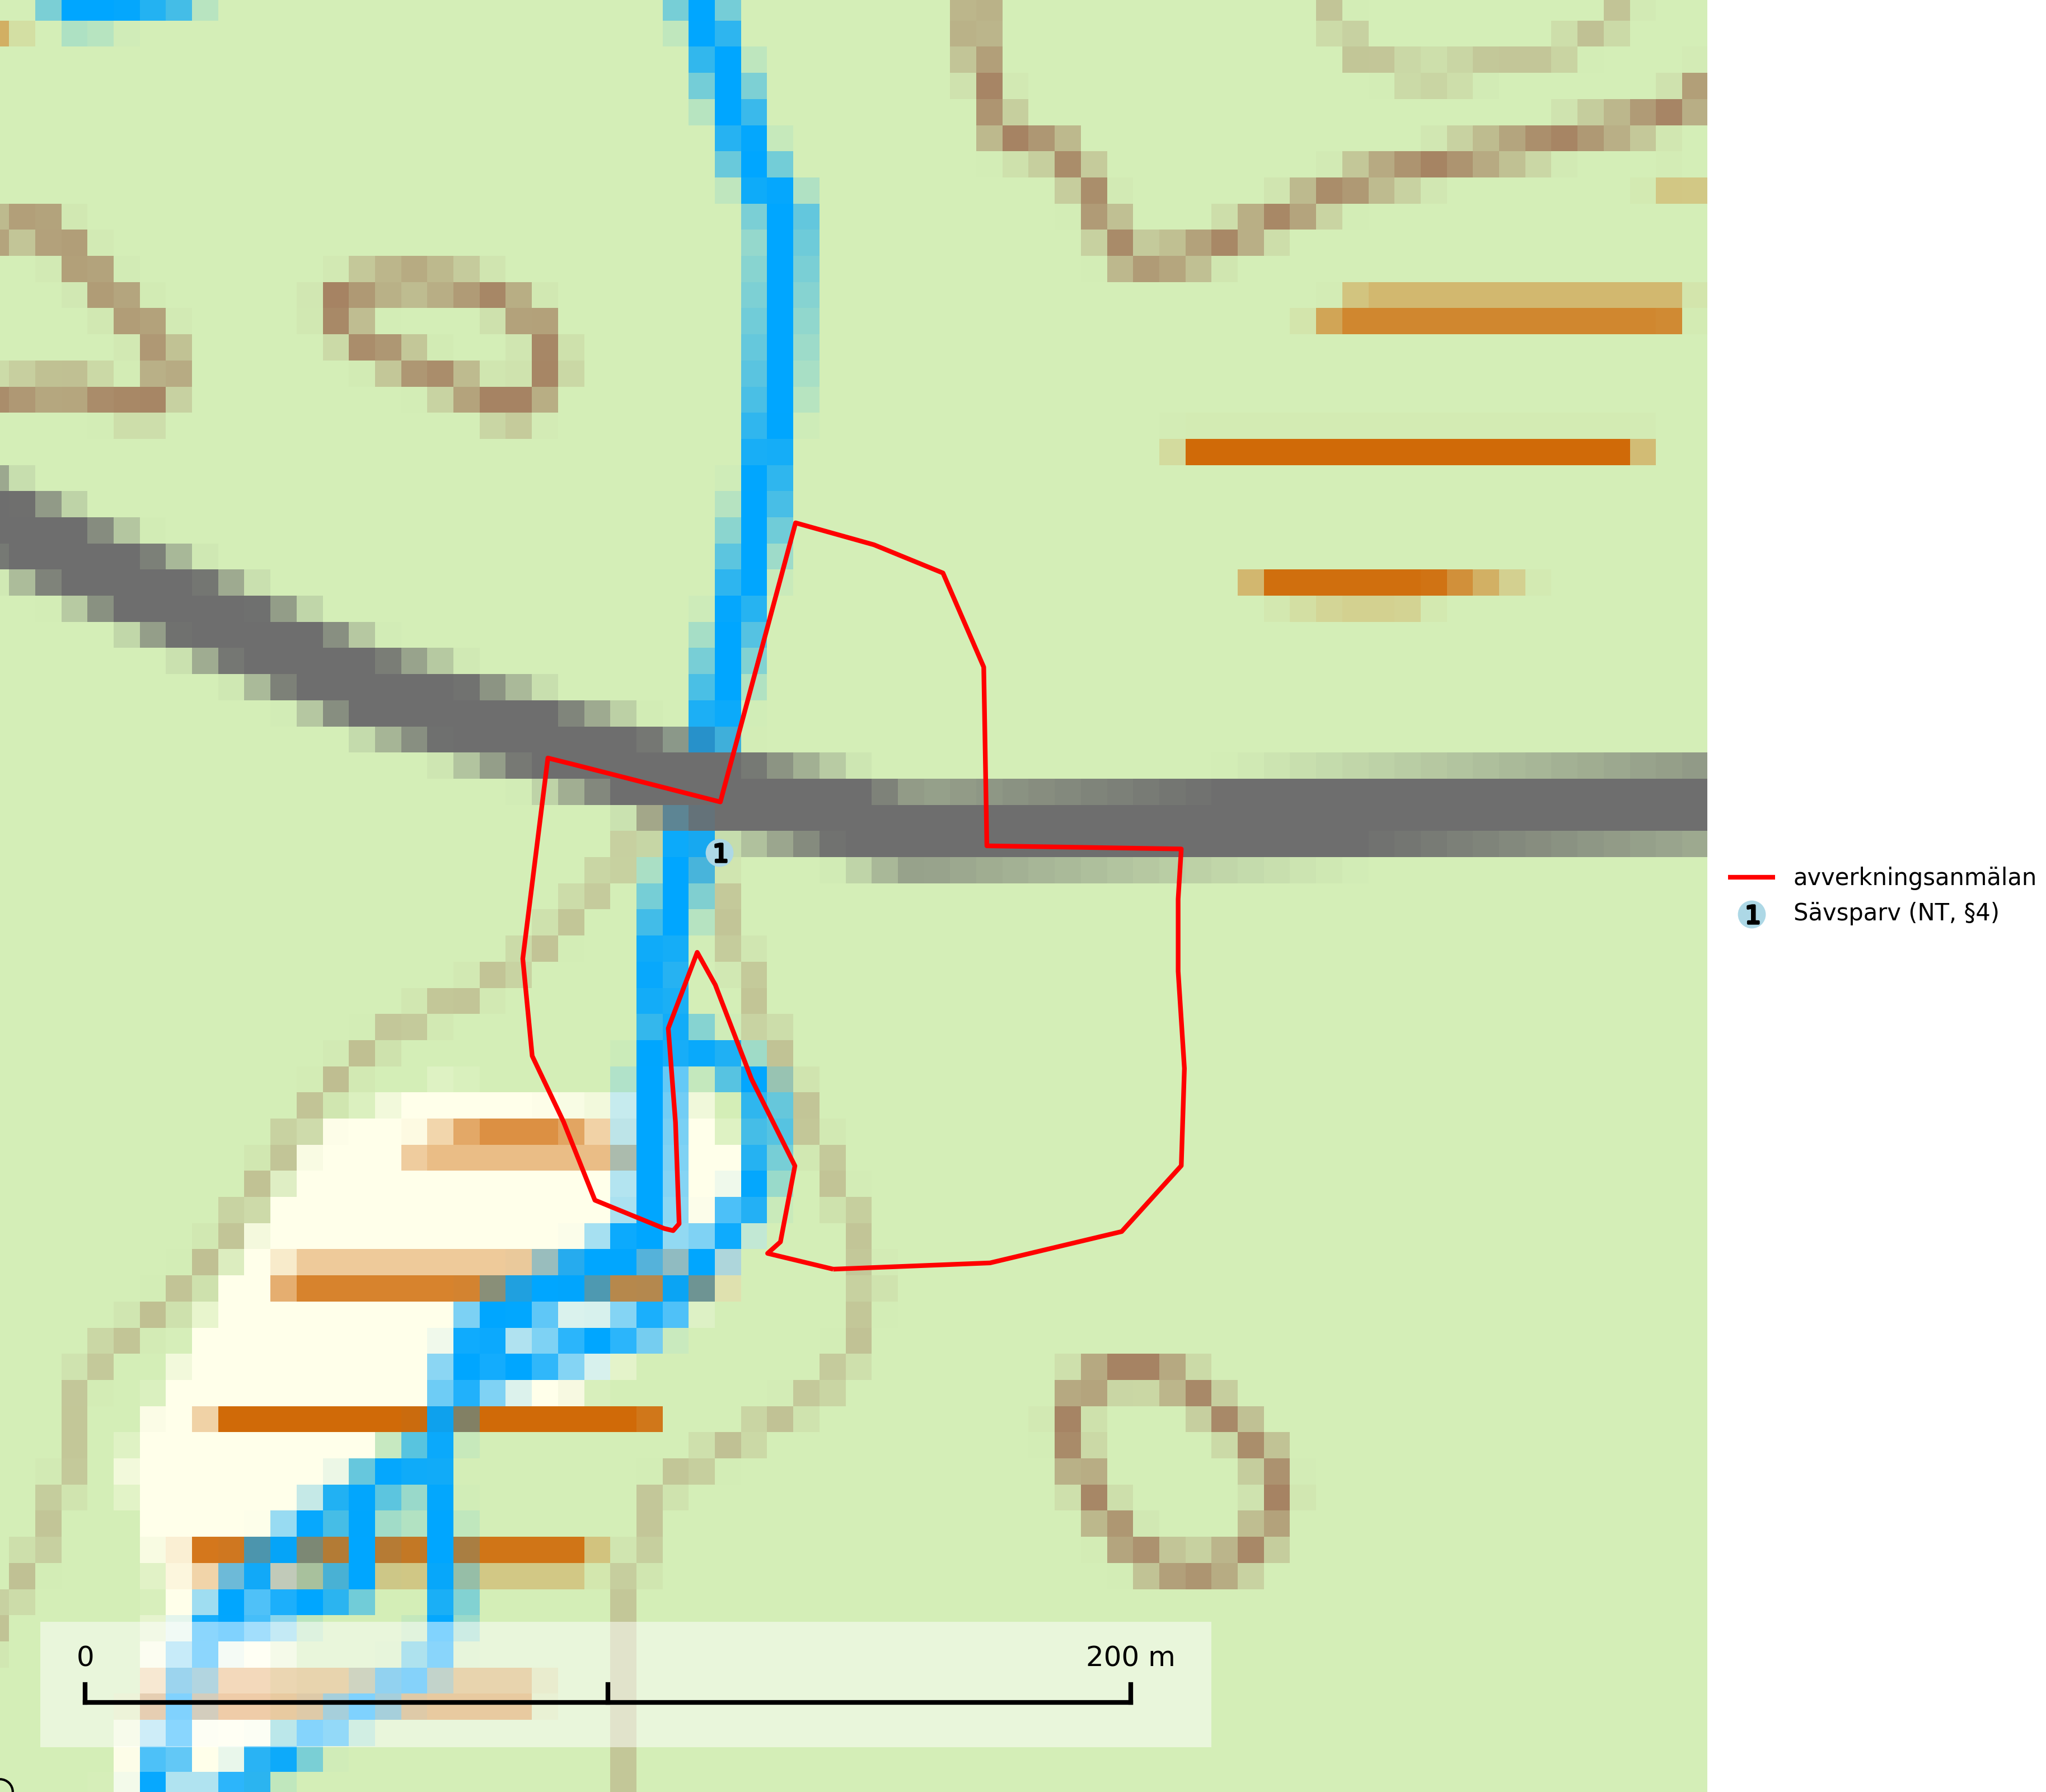 1
avverkningsanmälan
1 Sävsparv (NT, §4)
0 200 m